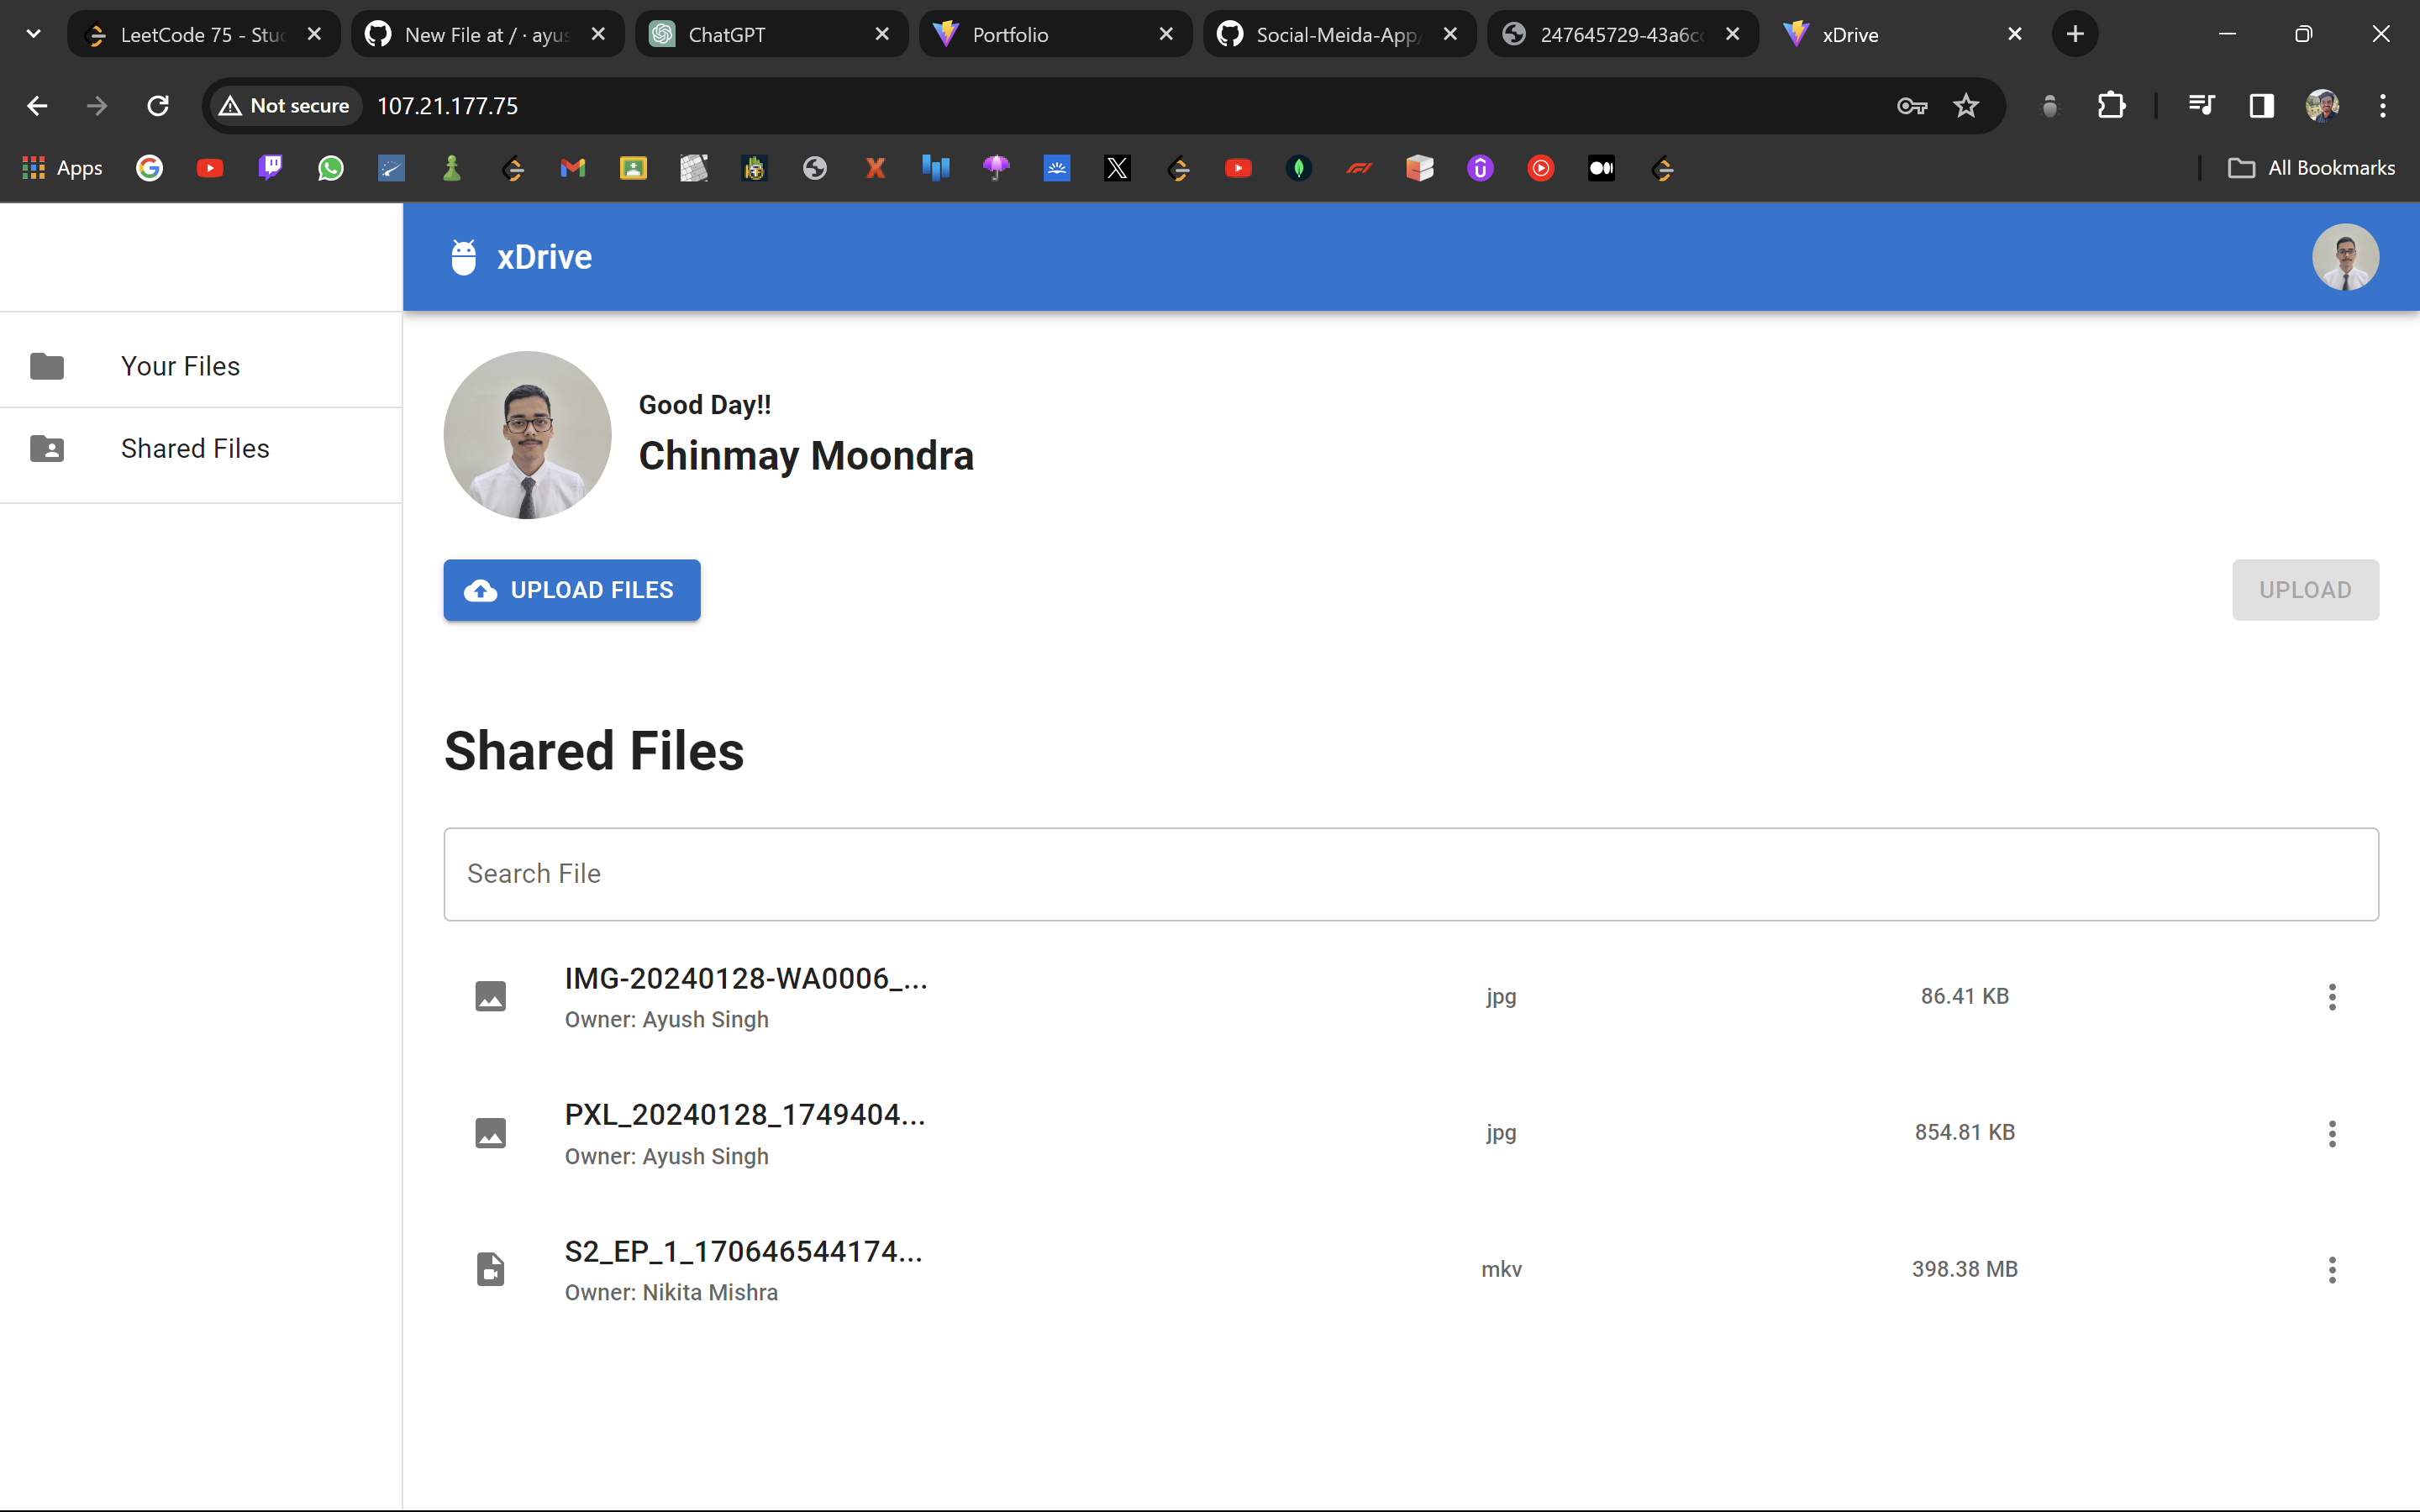 LeetCode 75 - Stu
New File at / · ayus
ChatGPT
Portfolio
Social-Meida-App/
247645729-43a6cc
xDrive
Not secure
107.21.177.75
Apps
All Bookmarks
xDrive
Your Files
Shared Files
Good Day!!
Chinmay Moondra
UPLOAD FILES
UPLOAD
Shared Files
Search File
IMG-20240128-WA0006_...
Owner: Ayush Singh
jpg
86.41 KB
PXL_20240128_1749404...
Owner: Ayush Singh
jpg
854.81 KB
S2_EP_1_170646544174...
Owner: Nikita Mishra
mkv
398.38 MB